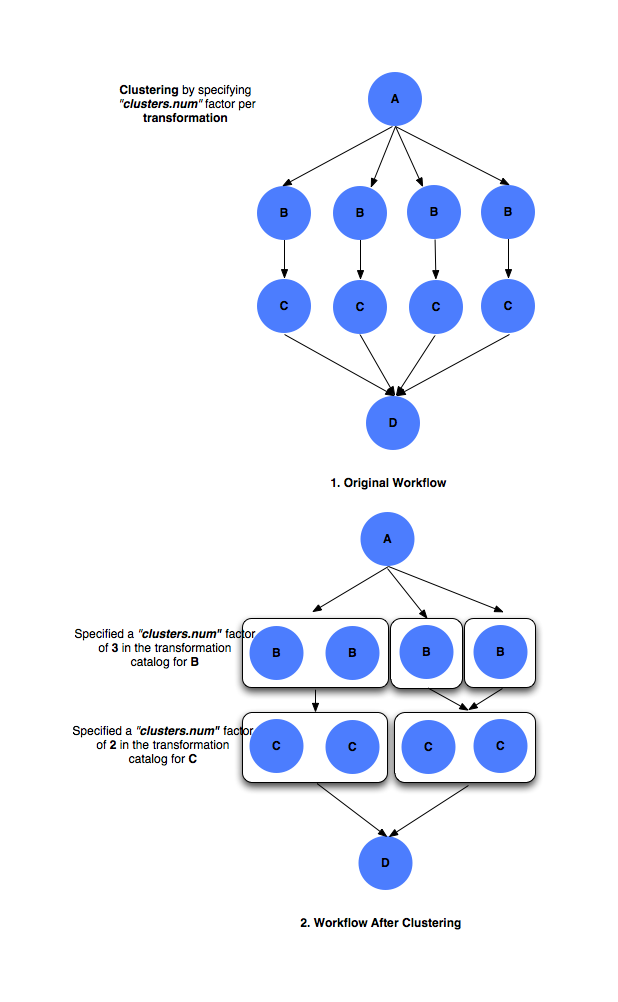 Clustering by specifying
"clusters.num" factor per
transformation
A
B B B B
C C C C
D
1. Original Workflow
A
Specified a "clusters.num" factor
of 3 in the transformation
catalog for B
B B B B
Specified a "clusters.num" factor
of 2 in the transformation
catalog for C
C C C C
D
2. Workflow After Clustering